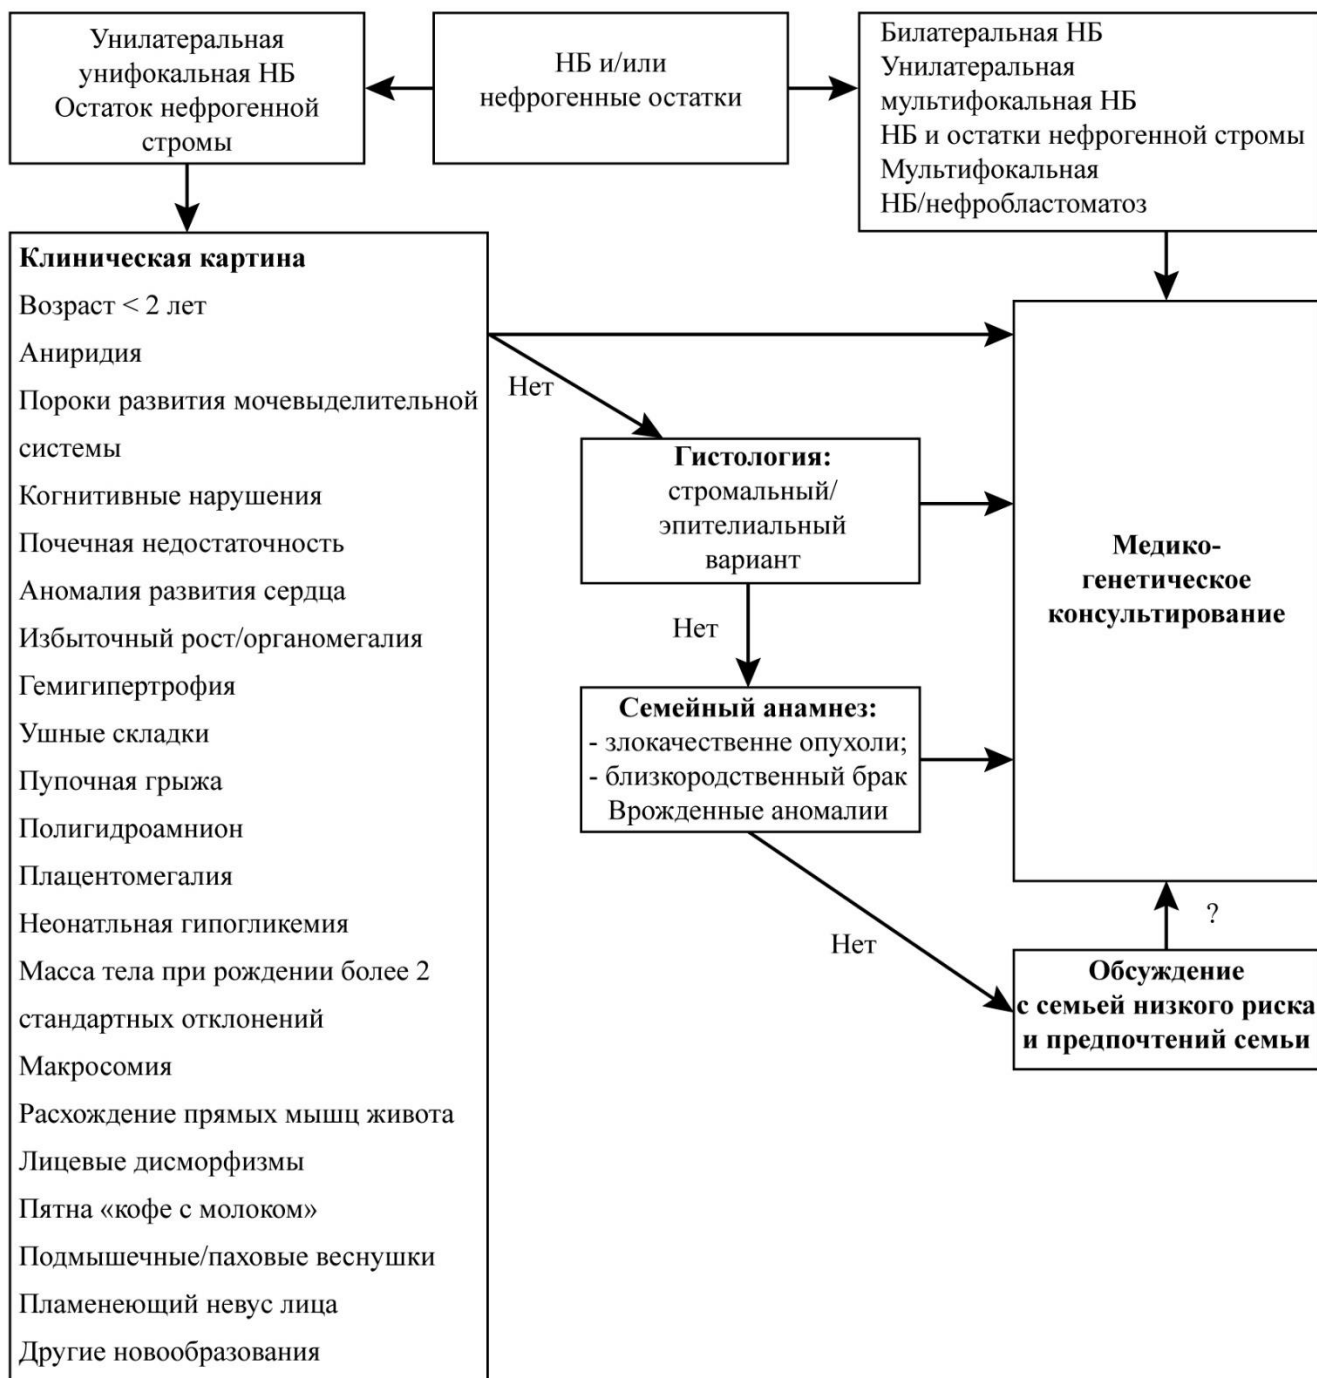 Унилатеральная
унифокальная НБ
Остаток нефрогенной
стромы
НБ и/или
нефрогенные остатки
Билатеральная НБ
Унилатеральная
мультифокальная НБ
НБ и остатки нефрогенной стромы
Мультифокальная
НБ/нефробластоматоз
Клиническая картина
Возраст < 2 лет
Аниридия
Пороки развития мочевыделительной
системы
Когнитивные нарушения
Почечная недостаточность
Аномалия развития сердца
Избыточный рост/органомегалия
Гемигипертрофия
Ушные складки
Пупочная грыжа
Полигидроамнион
Плацентомегалия
Неонатльная гипогликемия
Масса тела при рождении более 2
стандартных отклонений
Макросомия
Расхождение прямых мышц живота
Лицевые дисморфизмы
Пятна «кофе с молоком»
Подмышечные/паховые веснушки
Пламенеющий невус лица
Другие новообразования
Нет
Гистология:
стромальный/
эпителиальный
вариант
Нет
Семейный анамнез:
- злокачественне опухоли;
- близкородственный брак
Врожденные аномалии
Нет
Медико-
генетическое
консультирование
?
Обсуждение
с семьей низкого риска
и предпочтений семьи